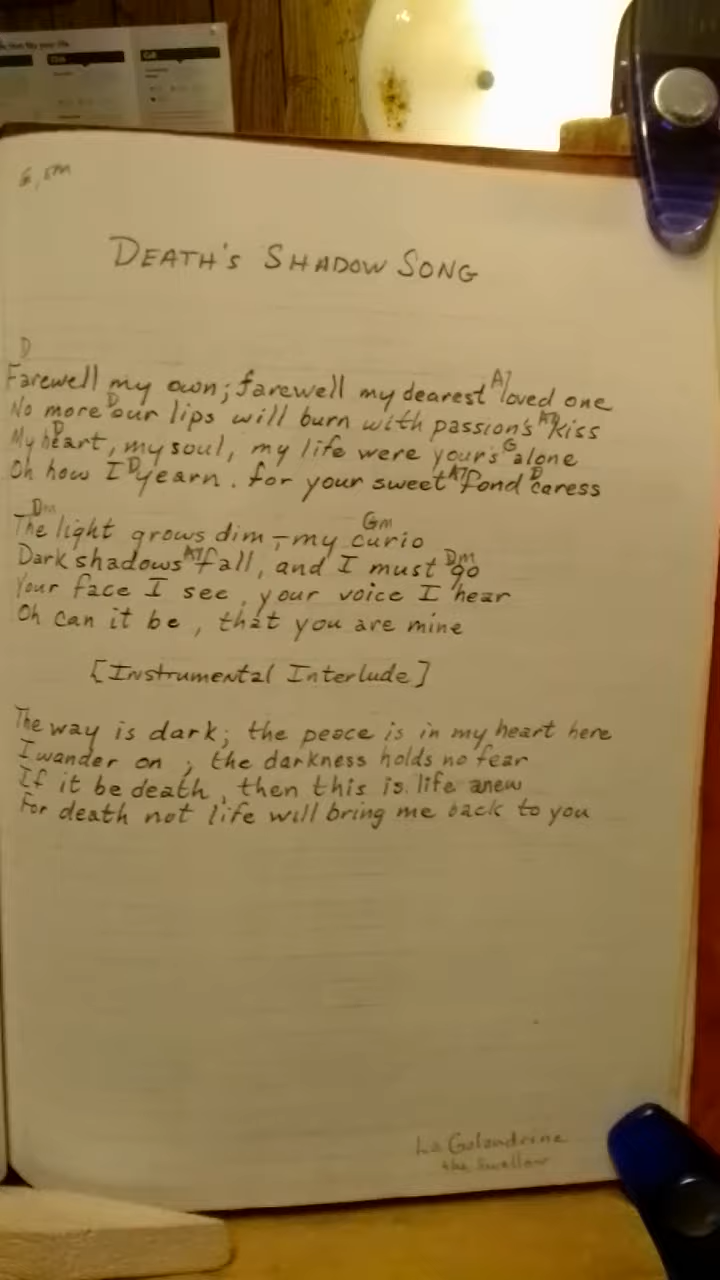 G, Em
DEATH'S SHADOW SONG
D
Farewell my own; farewell my dearest A7 loved one
No more D our lips will burn with passion's A7 kiss
My D heart, my soul, my life were your's G alone
Oh how I D yearn. for your sweet A7 fond D caress
Dm Gm
The light grows dim, my curio
Dark shadows A7 fall, and I must Dm go
Your face I see, your voice I hear
Oh can it be, that you are mine
[Instrumental Interlude]
The way is dark; the peace is in my heart here
I wander on; the darkness holds no fear
If it be death, then this is life anew
For death not life will bring me back to you
La Golondrina
the Swallow